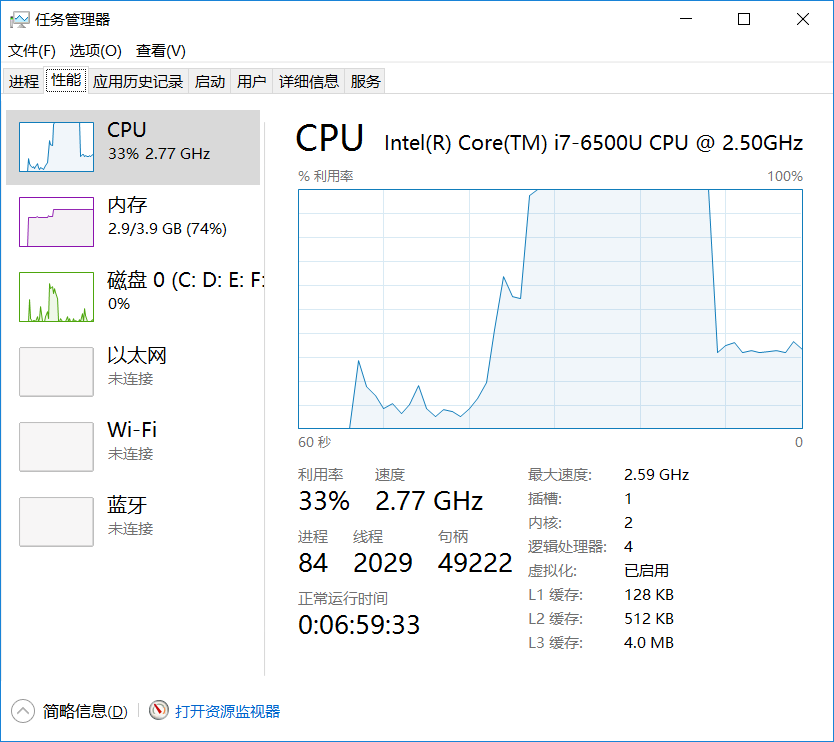 任务管理器
文件(F) 选项(O) 查看(V)
进程 性能 应用历史记录 启动 用户 详细信息 服务
CPU
33% 2.77 GHz
内存
2.9/3.9 GB (74%)
磁盘 0 (C: D: E: F:
0%
以太网
未连接
Wi-Fi
未连接
蓝牙
未连接
CPU Intel(R) Core(TM) i7-6500U CPU @ 2.50GHz
% 利用率 100%
60 秒 0
利用率 速度
33% 2.77 GHz
进程 线程 句柄
84 2029 49222
正常运行时间
0:06:59:33
最大速度: 2.59 GHz
插槽: 1
内核: 2
逻辑处理器: 4
虚拟化: 已启用
L1 缓存: 128 KB
L2 缓存: 512 KB
L3 缓存: 4.0 MB
简略信息(D) 打开资源监视器